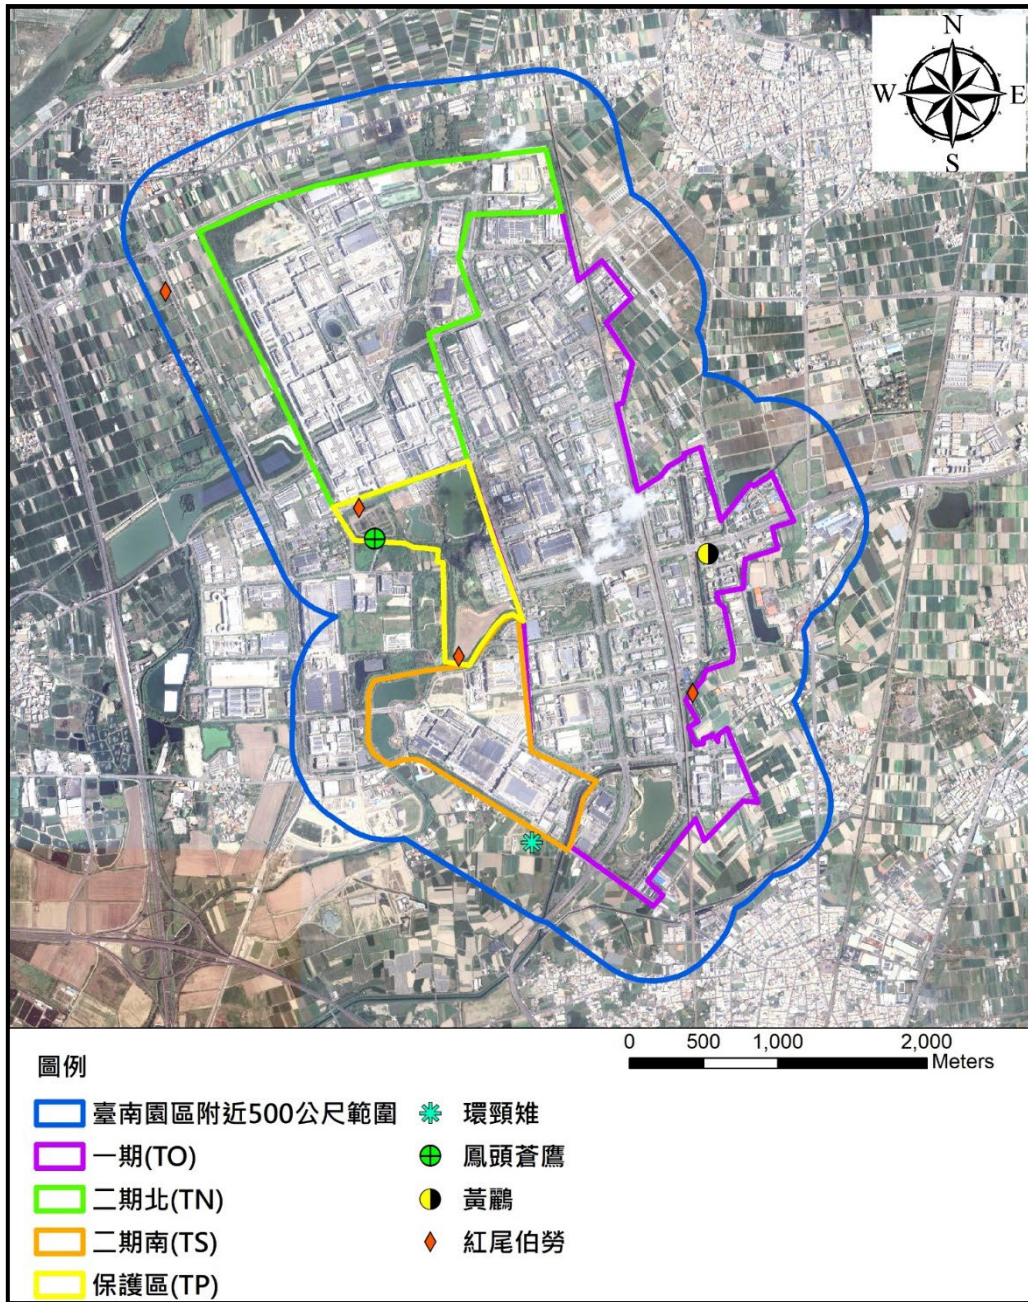 N
W E
S
0 500 1,000 2,000
Meters
圖例
臺南園區附近500公尺範圍
一期(TO)
二期北(TN)
二期南(TS)
保護區(TP)
環頸雉
鳳頭蒼鷹
黃鸝
紅尾伯勞